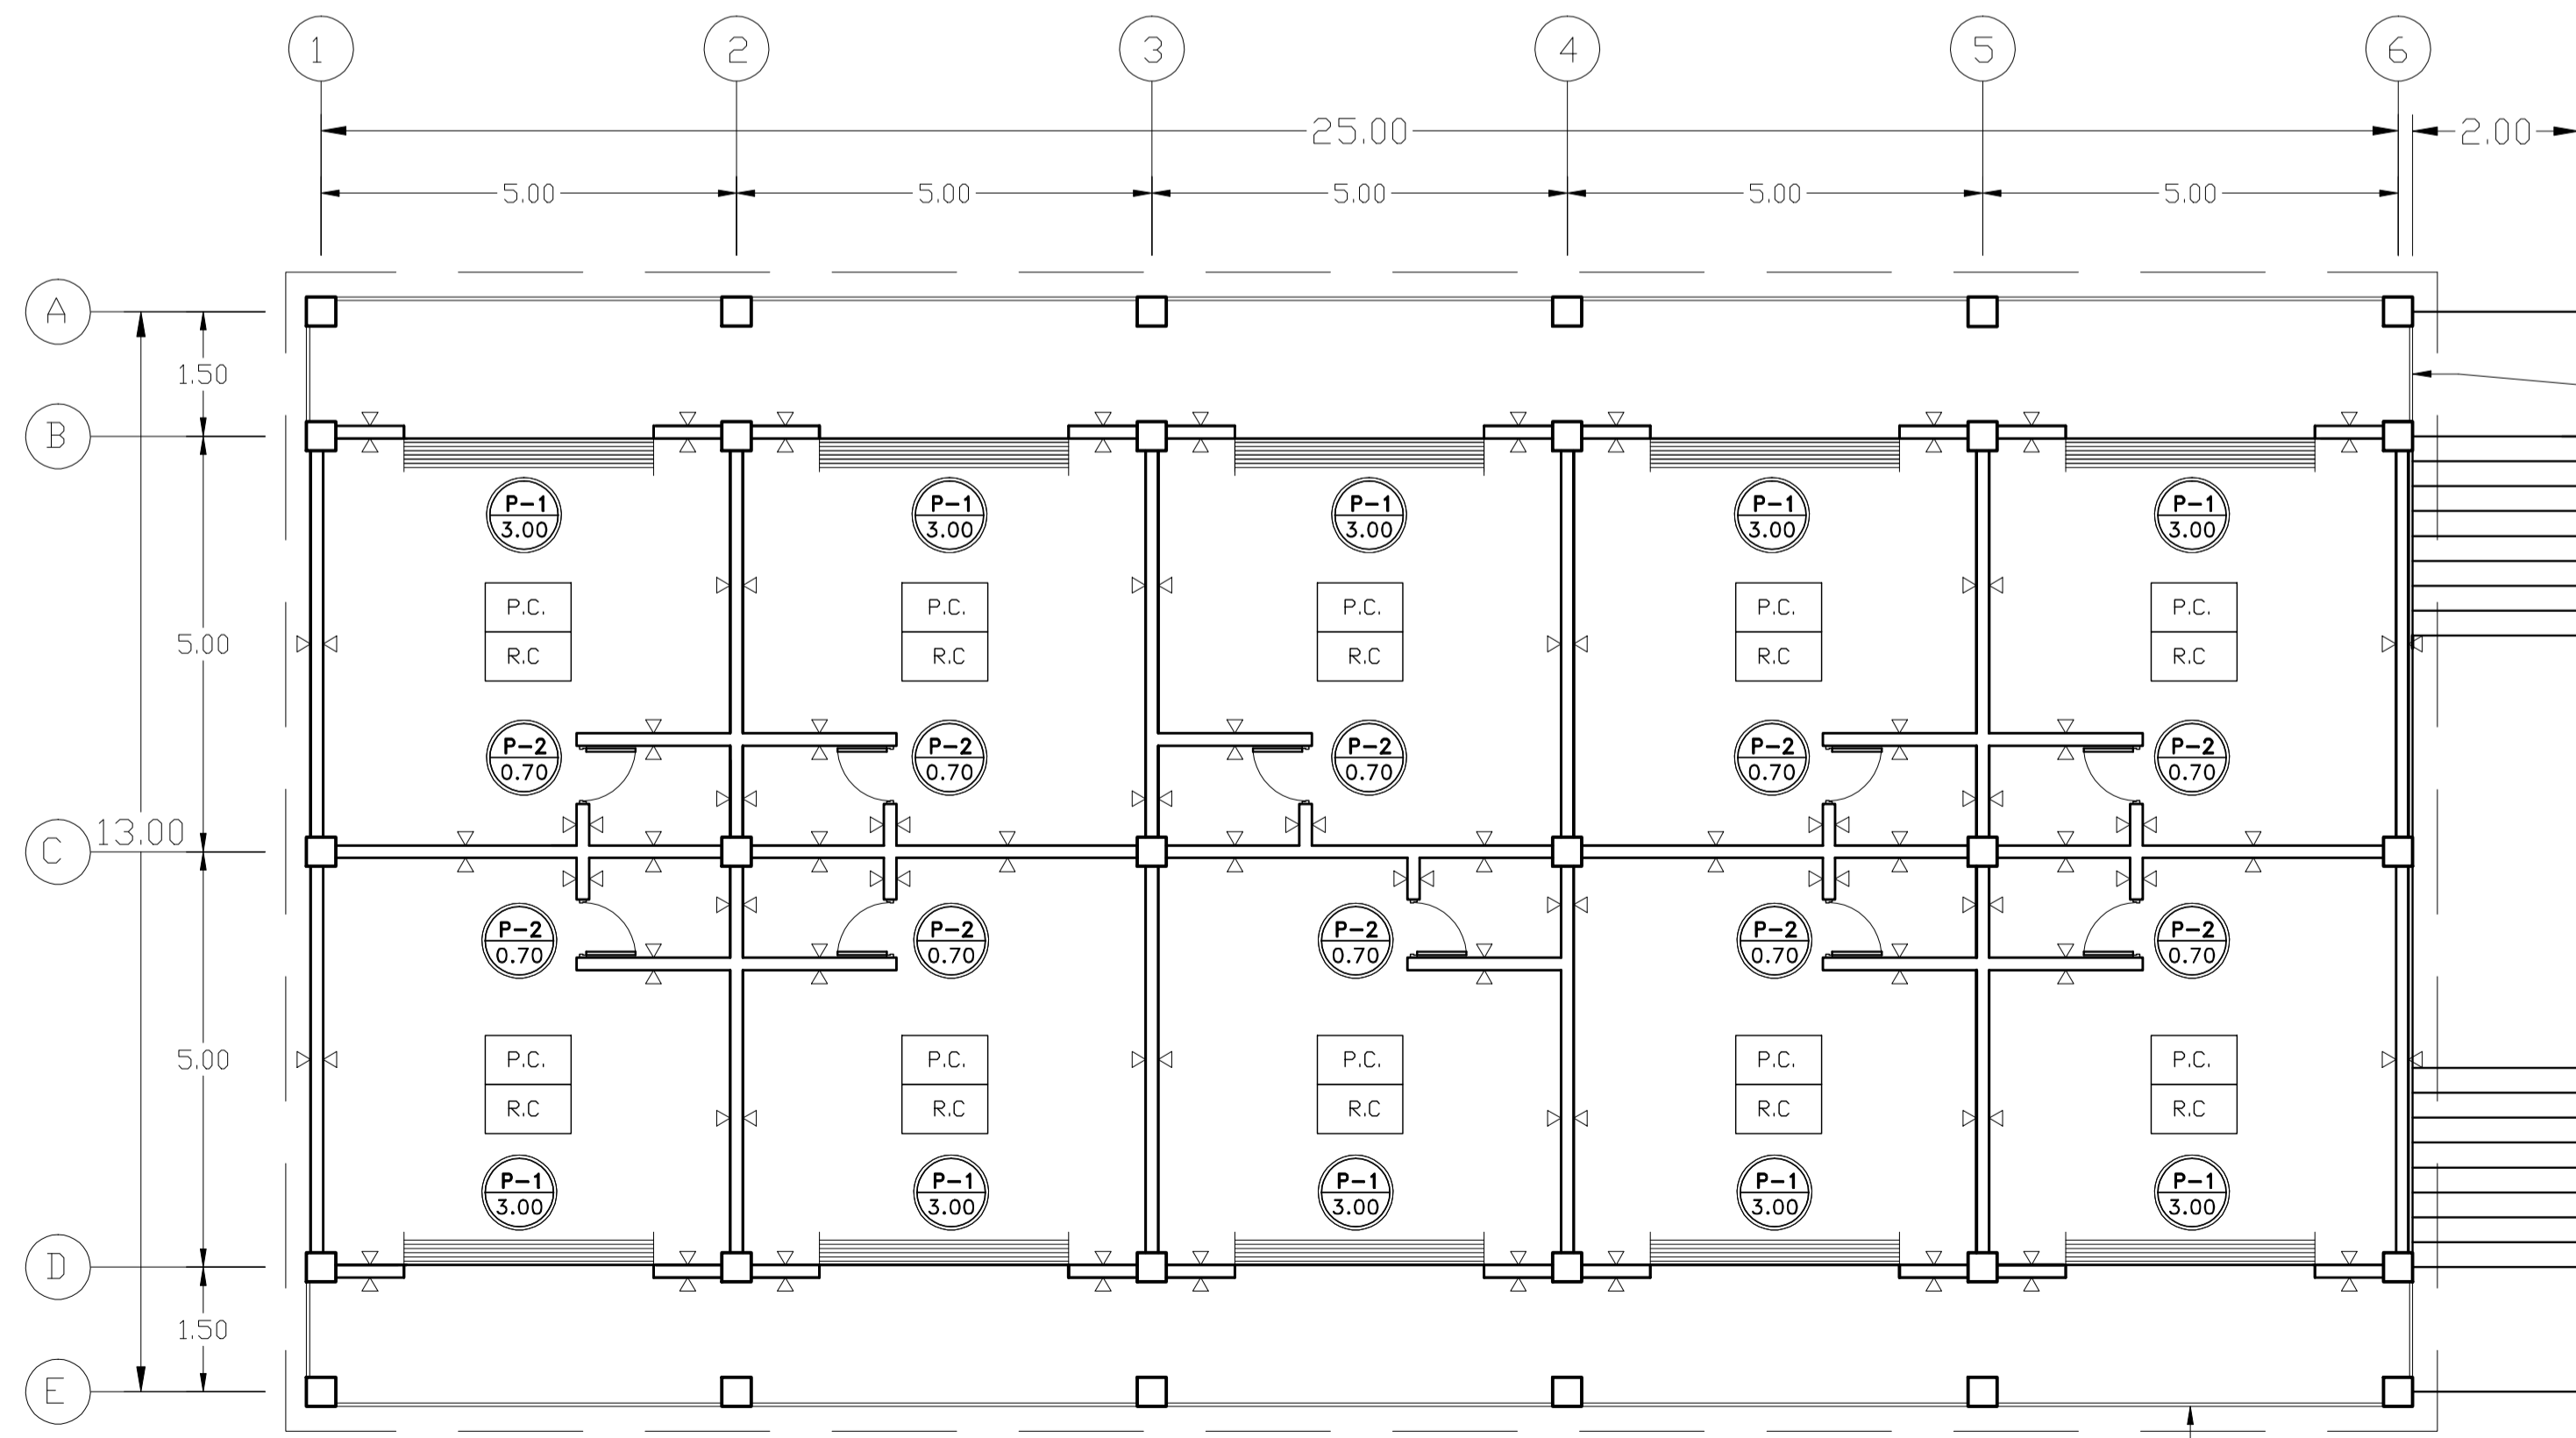 1 2 3 4 5 6
25.00 2.00
5.00 5.00 5.00 5.00 5.00
A
1.50
B
P-1 P-1 P-1 P-1 P-1
3.00 3.00 3.00 3.00 3.00
P.C. P.C. P.C. P.C. P.C.
5.00
R.C R.C R.C R.C R.C
P-2 P-2 P-2 P-2 P-2
0.70 0.70 0.70 0.70 0.70
13.00
C
P-2 P-2 P-2 P-2 P-2
0.70 0.70 0.70 0.70 0.70
5.00
P.C. P.C. P.C. P.C. P.C.
R.C R.C R.C R.C R.C
P-1 P-1 P-1 P-1 P-1
3.00 3.00 3.00 3.00 3.00
D
1.50
E